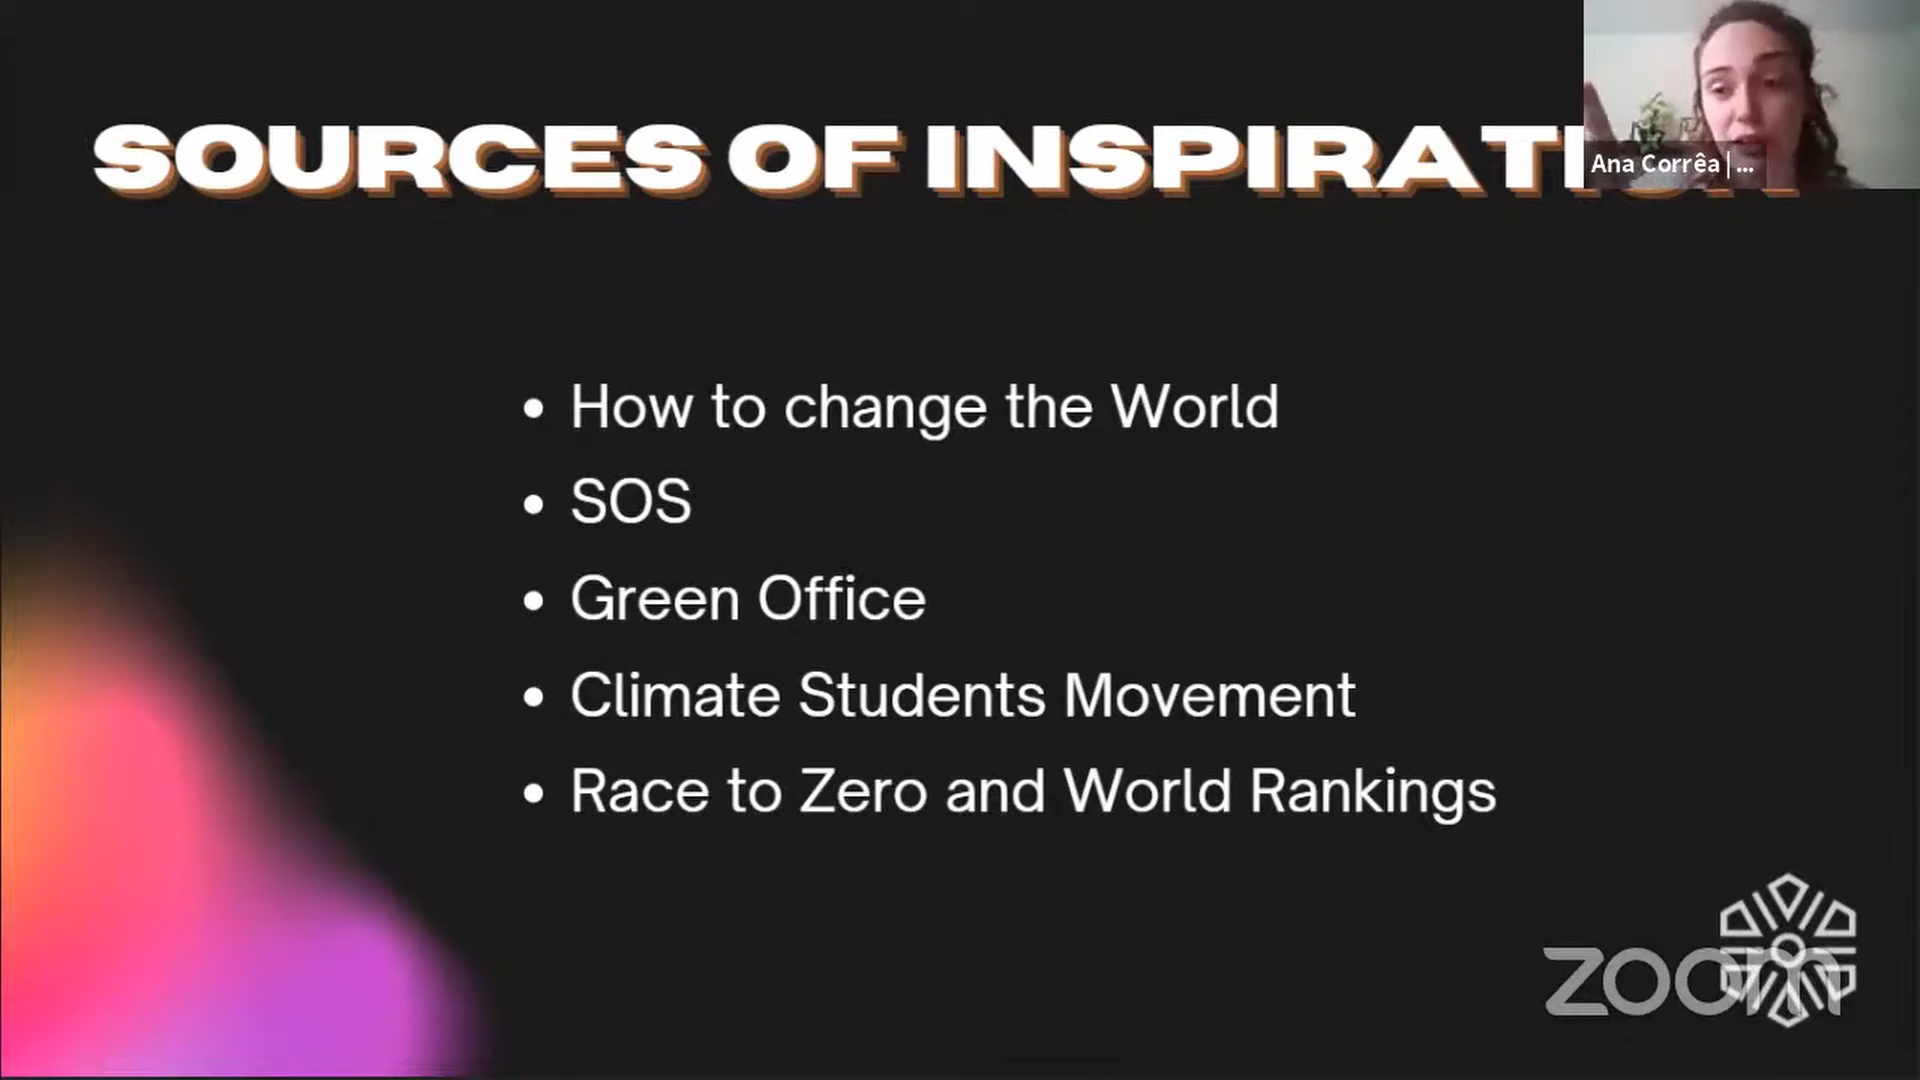 SOURCES OF INSPIRATION
Ana Corrêa | ...
• How to change the World
• SOS
• Green Office
• Climate Students Movement
• Race to Zero and World Rankings
zoom